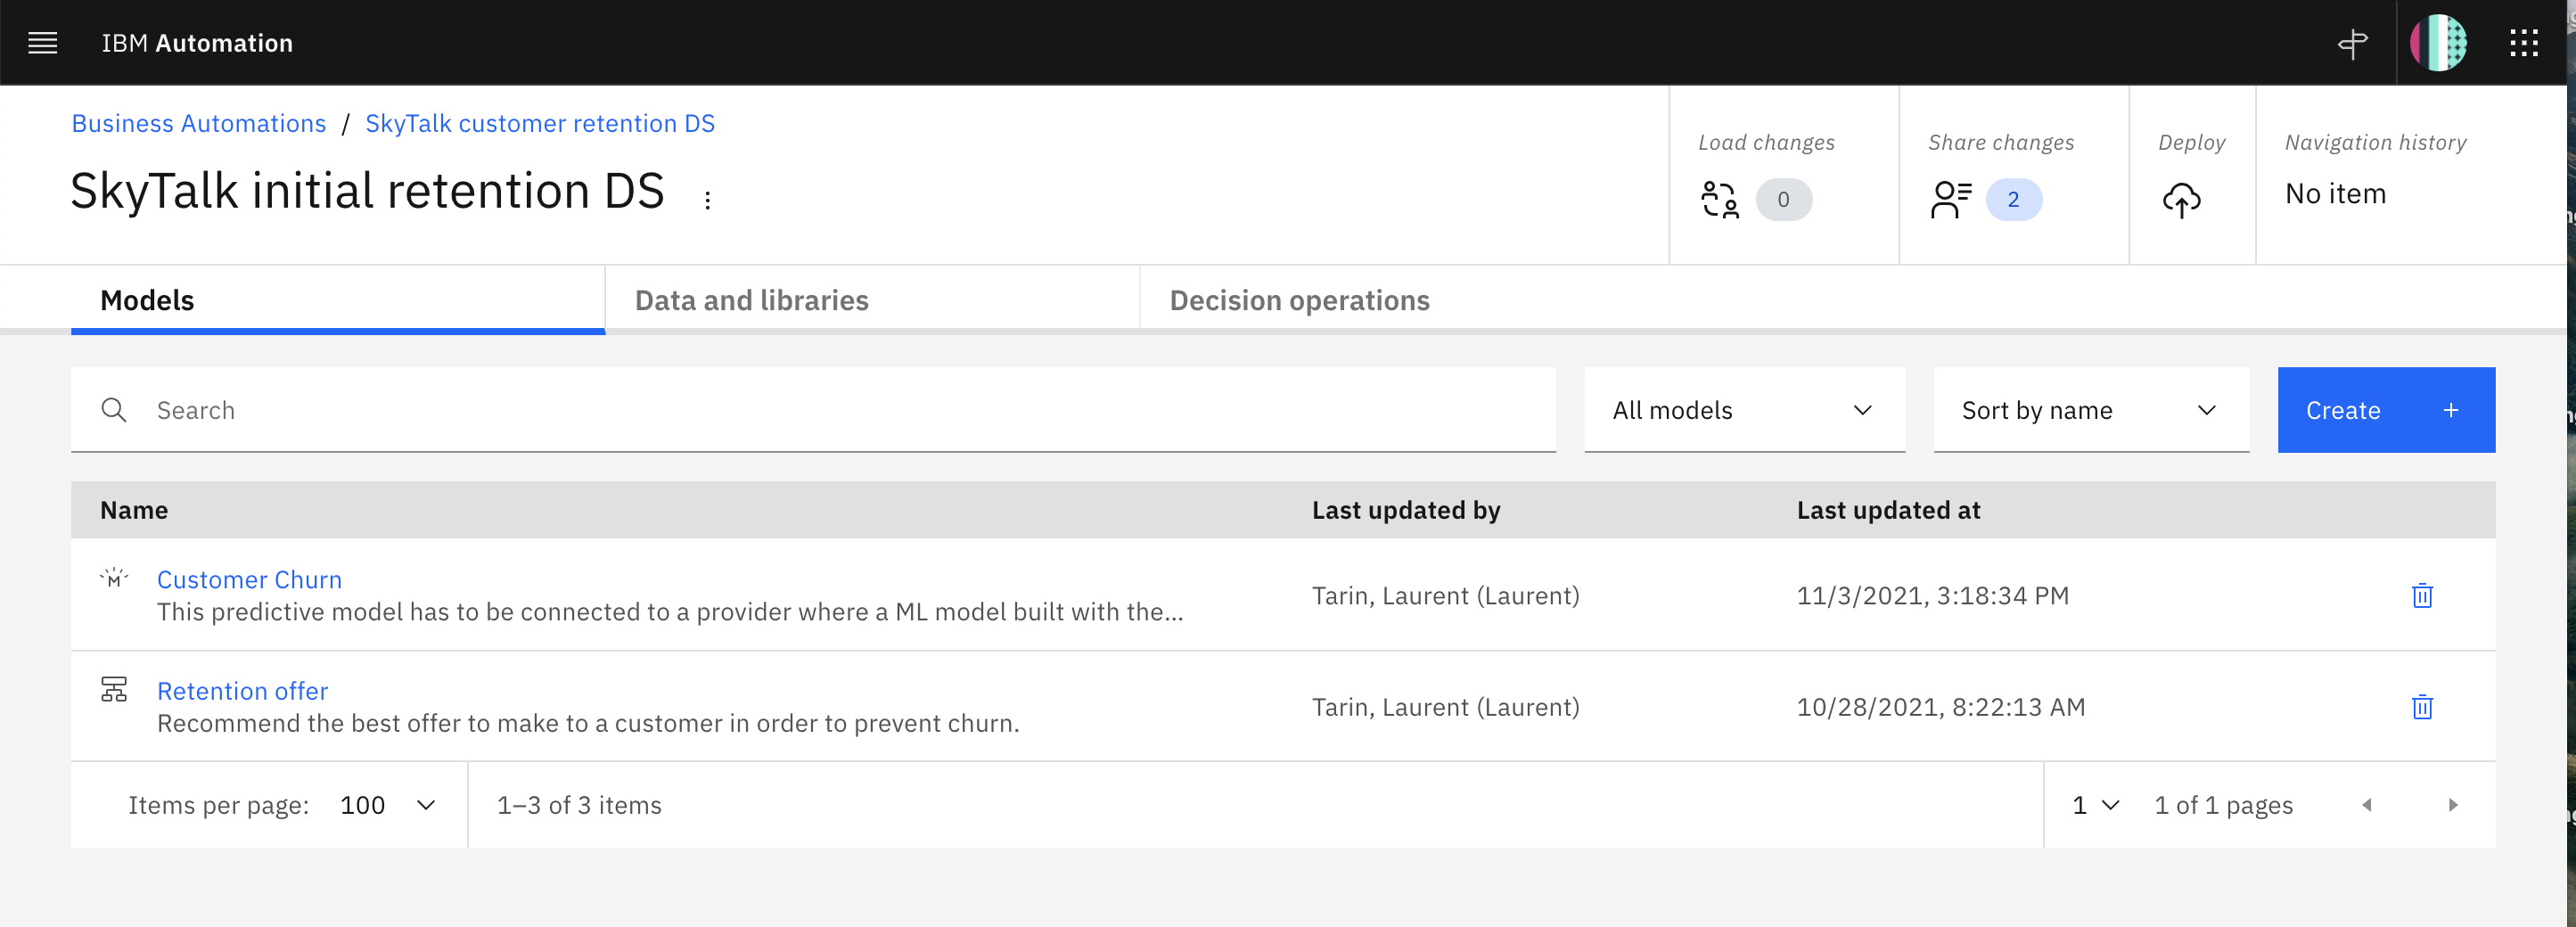 IBM Automation
Business Automations / SkyTalk customer retention DS
SkyTalk initial retention DS
Load changes
0
Share changes
2
Deploy
Navigation history
No item
Models
Data and libraries
Decision operations
Search
All models
Sort by name
Create +
Name
Last updated by
Last updated at
Customer Churn
This predictive model has to be connected to a provider where a ML model built with the...
Tarin, Laurent (Laurent)
11/3/2021, 3:18:34 PM
Retention offer
Recommend the best offer to make to a customer in order to prevent churn.
Tarin, Laurent (Laurent)
10/28/2021, 8:22:13 AM
Items per page: 100
1–3 of 3 items
1
1 of 1 pages